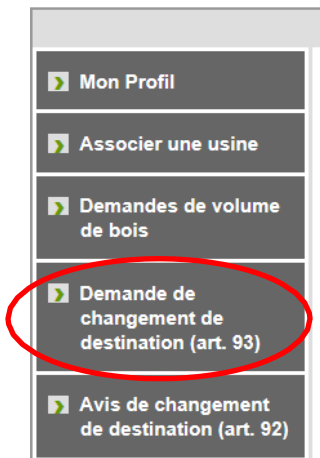 Mon Profil
Associer une usine
Demandes de volume
de bois
Demande de
changement de
destination (art. 93)
Avis de changement
de destination (art. 92)